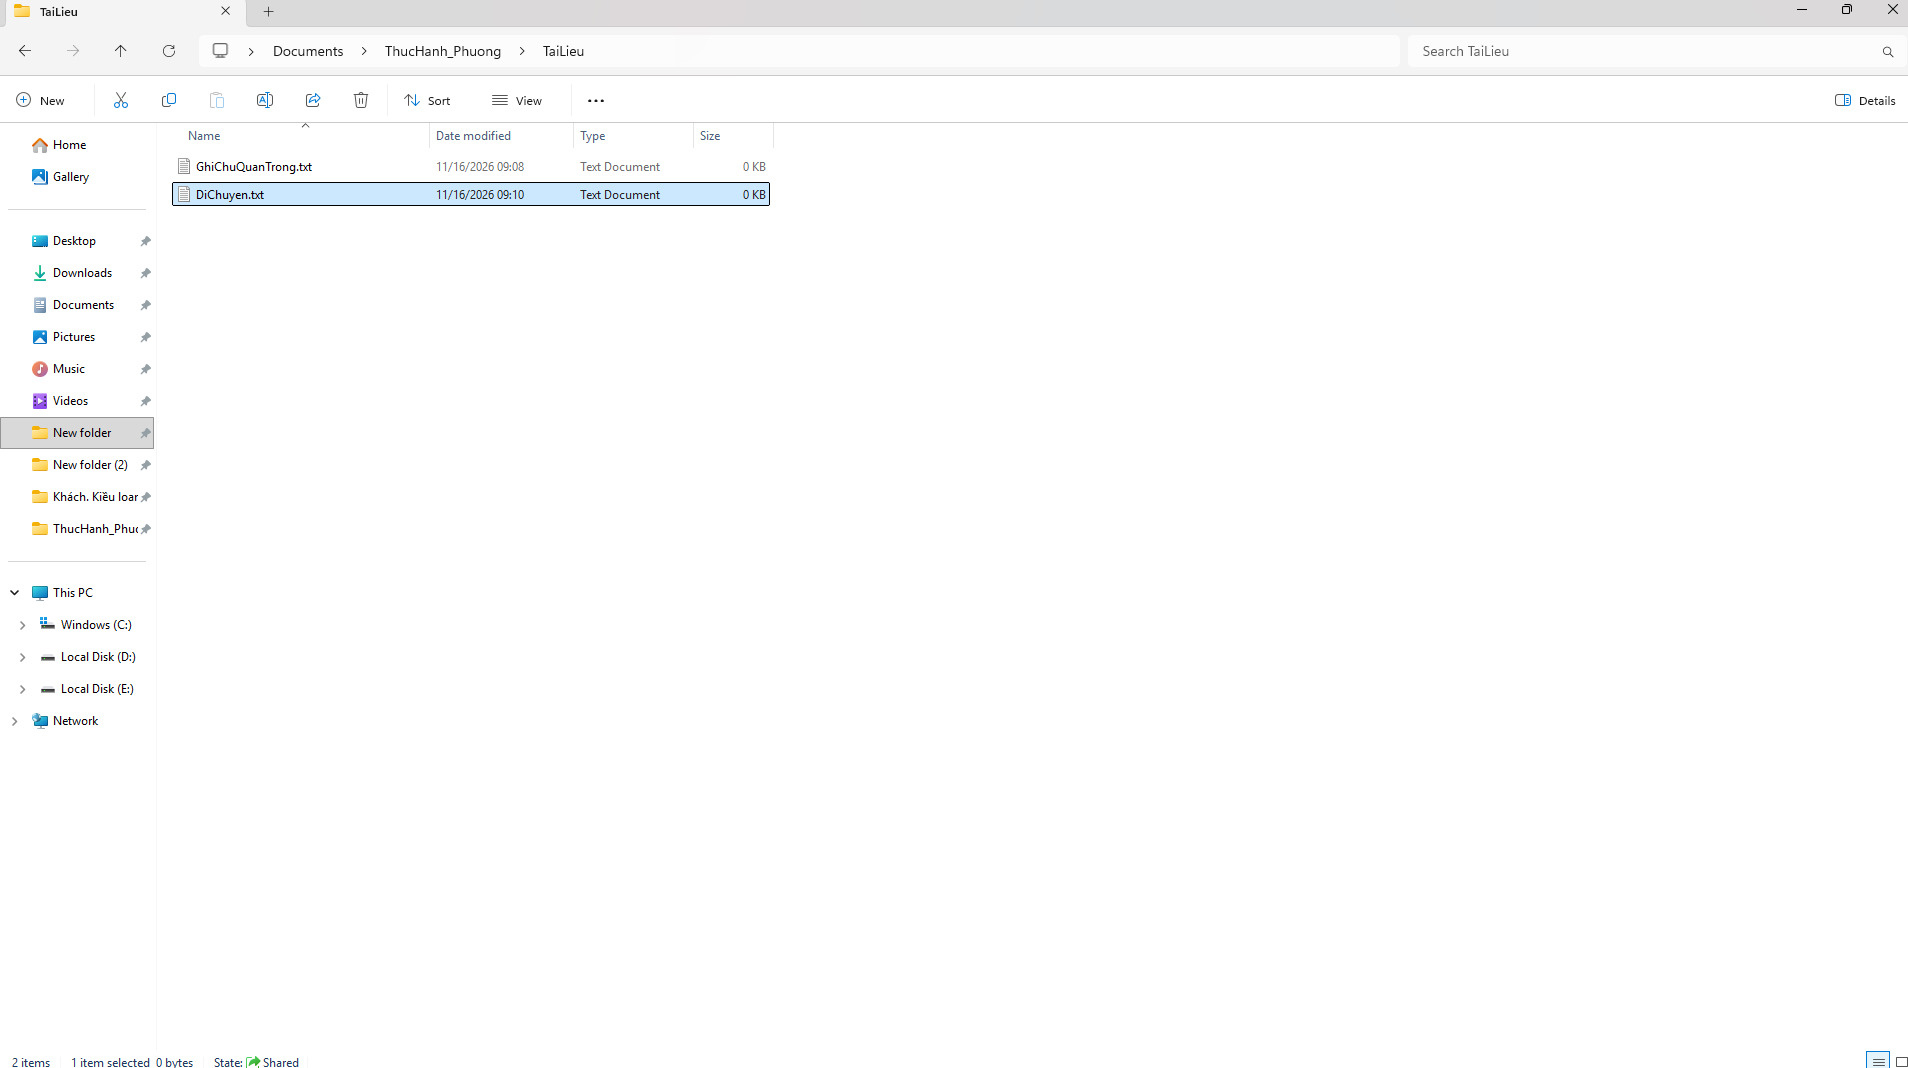 TaiLieu
Documents > ThucHanh_Phuong > TaiLieu
Search TaiLieu
New
Sort
View
Details
Name
Date modified
Type
Size
GhiChuQuanTrong.txt 11/16/2026 09:08 Text Document 0 KB
DiChuyen.txt 11/16/2026 09:10 Text Document 0 KB
Home
Gallery
Desktop
Downloads
Documents
Pictures
Music
Videos
New folder
New folder (2)
Khách. Kiều loar
ThucHanh_Phu
This PC
Windows (C:)
Local Disk (D:)
Local Disk (E:)
Network
2 items 1 item selected 0 bytes State: Shared